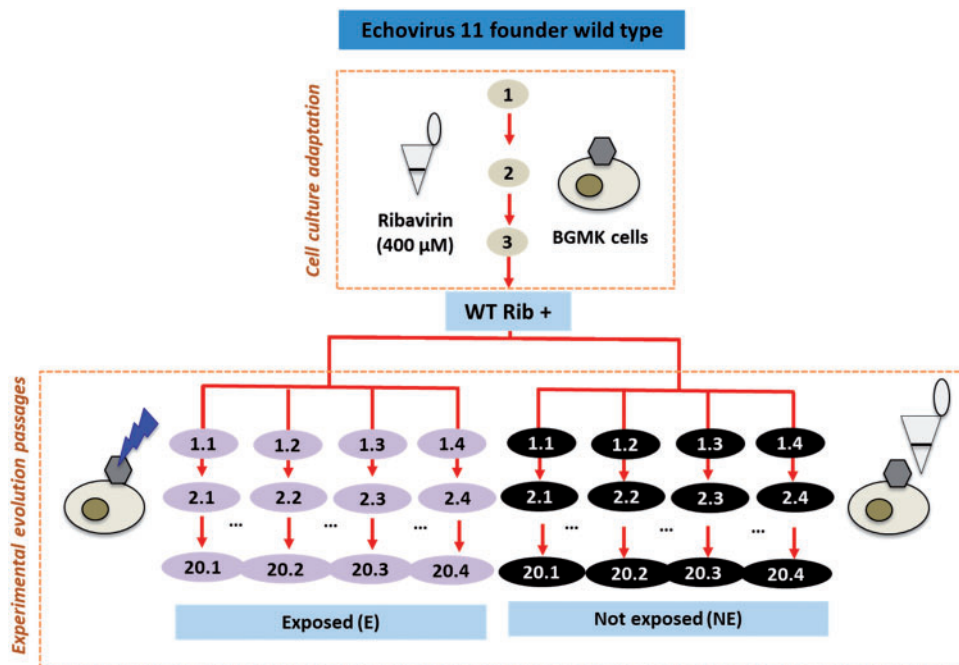 Echovirus 11 founder wild type
Cell culture adaptation
1
2
3
Ribavirin
(400 µM)
BGMK cells
WT Rib +
Experimental evolution passages
1.1 1.2 1.3 1.4 1.1 1.2 1.3 1.4
2.1 2.2 2.3 2.4 2.1 2.2 2.3 2.4
... ... ... ... ... ...
20.1 20.2 20.3 20.4 20.1 20.2 20.3 20.4
Exposed (E) Not exposed (NE)